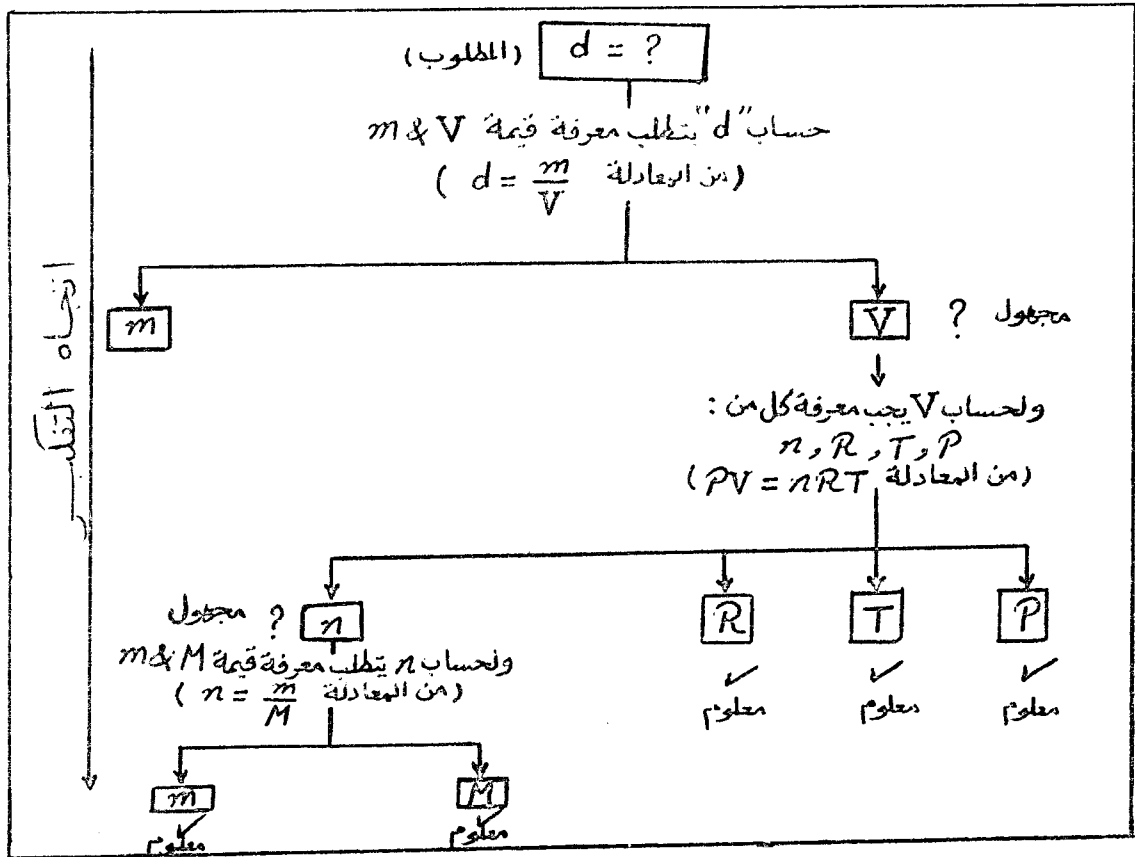 (المطلوب) d = ?
حساب "d" يتطلب معرفة قيمة m & V
(من المعادلة d = m/V)
اتجاه التفكير
m
V ? مجهول
ولحساب V يجب معرفة كل من :
n , R , T , P
(من المعادلة PV = nRT)
مجهول ? n
R
T
P
ولحساب n يتطلب معرفة قيمة m & M
(من المعادلة n = m/M)
✓ معلوم
✓ معلوم
✓ معلوم
m
M
✓ معلوم
✓ معلوم